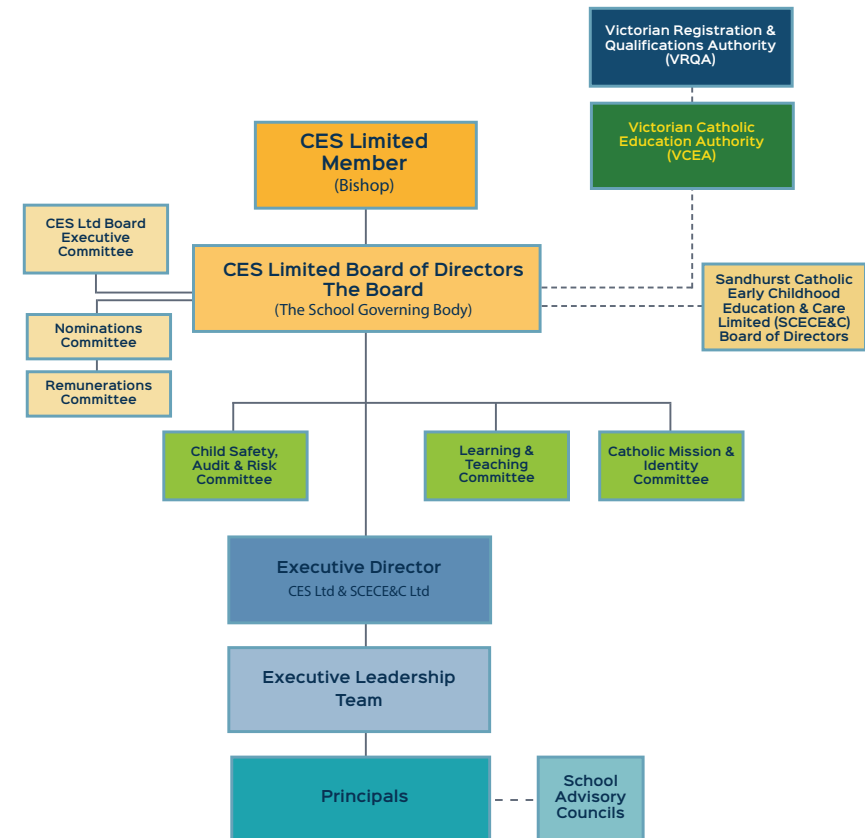 Victorian Registration &
Qualifications Authority
(VRQA)
Victorian Catholic
Education Authority
(VCEA)
CES Limited
Member
(Bishop)
CES Ltd Board
Executive
Committee
CES Limited Board of Directors
The Board
(The School Governing Body)
Sandhurst Catholic
Early Childhood
Education & Care
Limited (SCECE&C)
Board of Directors
Nominations
Committee
Remunerations
Committee
Child Safety,
Audit & Risk
Committee
Learning &
Teaching
Committee
Catholic Mission &
Identity
Committee
Executive Director
CES Ltd & SCECE&C Ltd
Executive Leadership
Team
Principals
School
Advisory
Councils